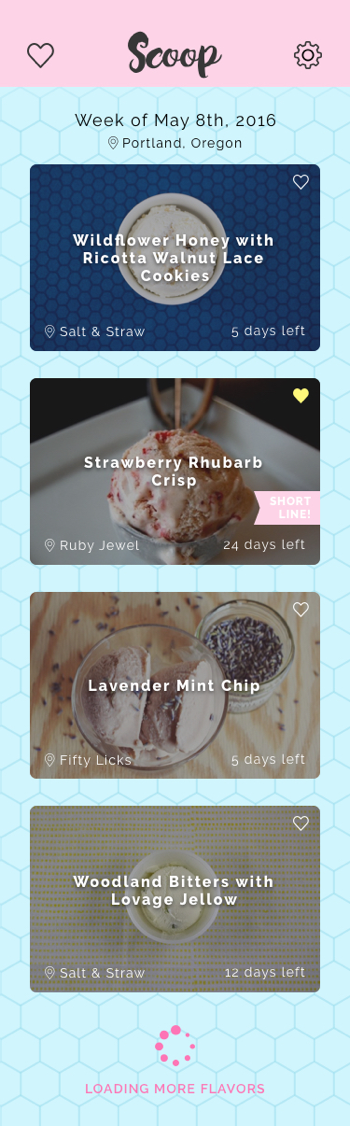 Scoop
Week of May 8th, 2016
Portland, Oregon
Wildflower Honey with
Ricotta Walnut Lace
Cookies
Salt & Straw
5 days left
Strawberry Rhubarb
Crisp
SHORT
LINE!
Ruby Jewel
24 days left
Lavender Mint Chip
Fifty Licks
5 days left
Woodland Bitters with
Lovage Jellow
Salt & Straw
12 days left
LOADING MORE FLAVORS